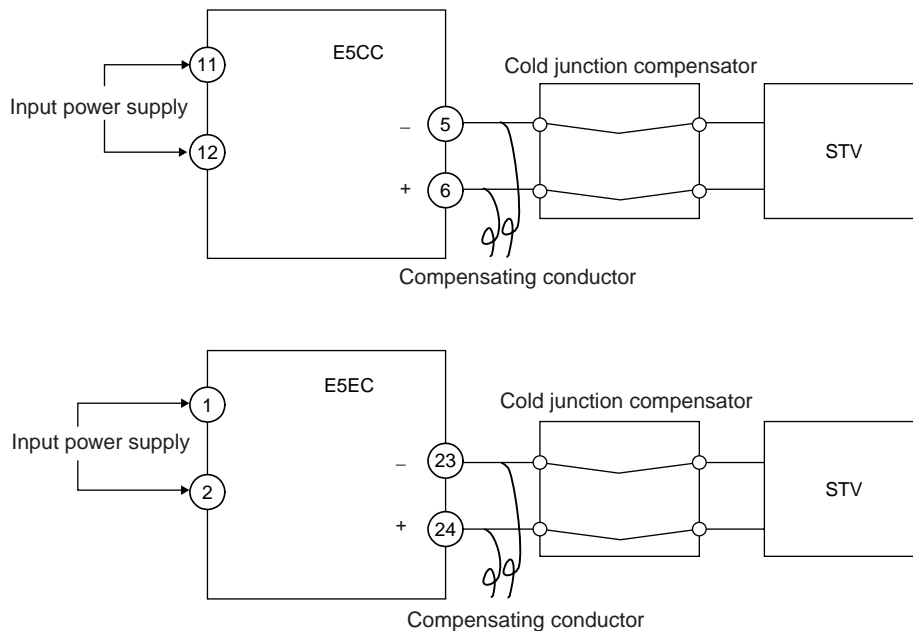 E5CC
11
Cold junction compensator
Input power supply
– 5
STV
12
+ 6
Compensating conductor
E5EC
1
Cold junction compensator
Input power supply
– 23
2
STV
+ 24
Compensating conductor